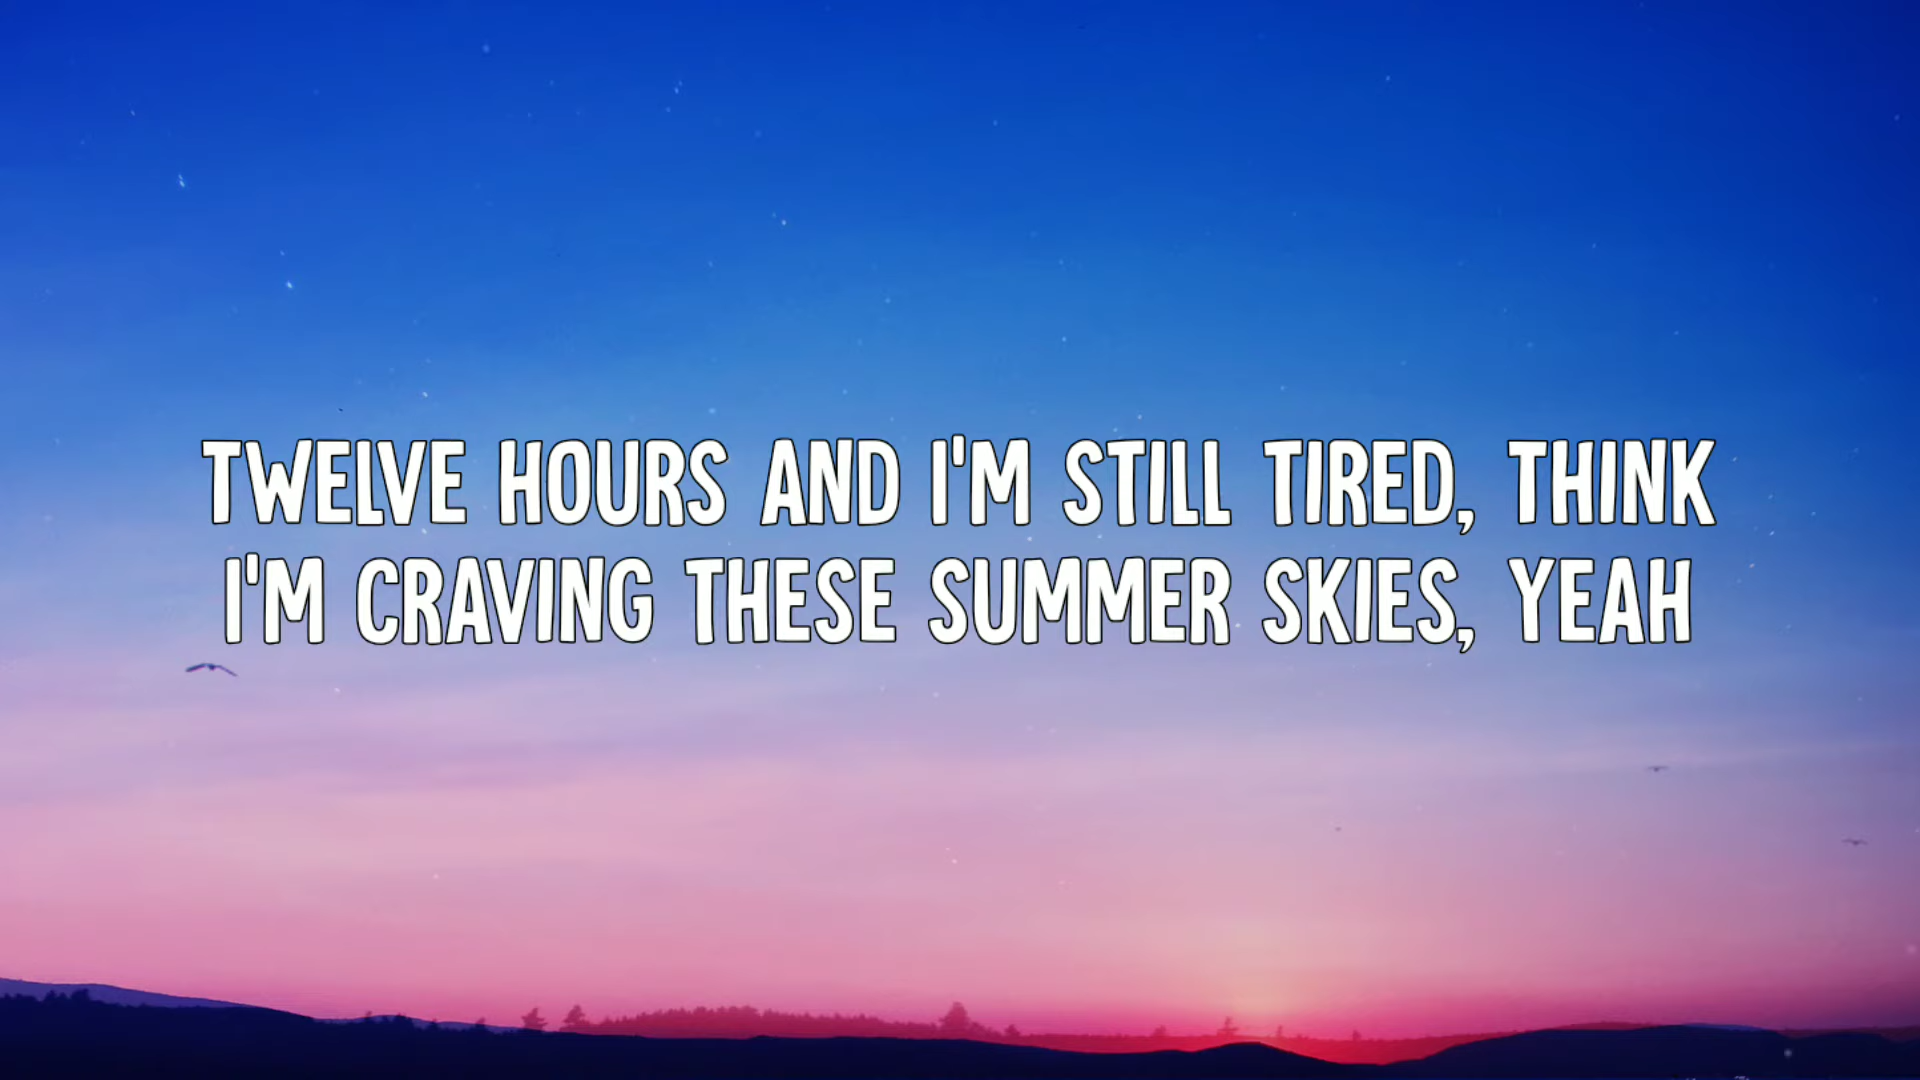 TWELVE HOURS AND I'M STILL TIRED, THINK
I'M CRAVING THESE SUMMER SKIES, YEAH